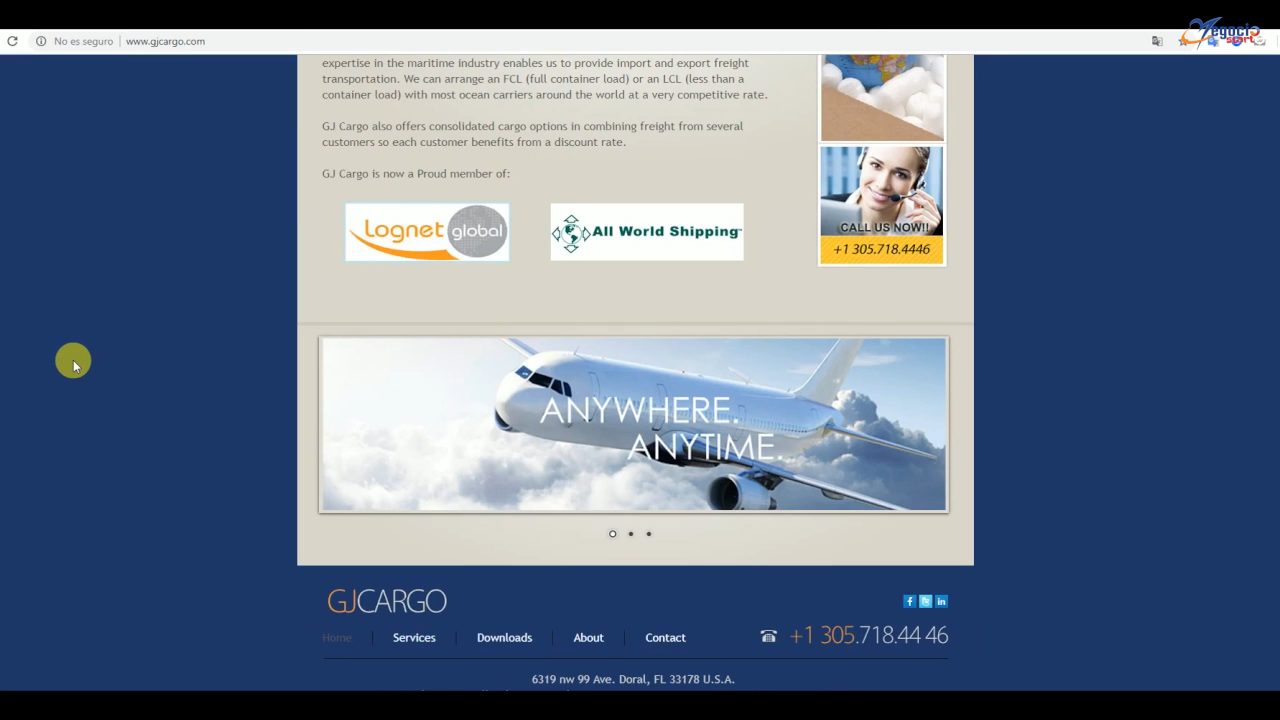 No es seguro
www.gjcargo.com
expertise in the maritime industry enables us to provide import and export freight
transportation. We can arrange an FCL (full container load) or an LCL (less than a
container load) with most ocean carriers around the world at a very competitive rate.
GJ Cargo also offers consolidated cargo options in combining freight from several
customers so each customer benefits from a discount rate.
GJ Cargo is now a Proud member of:
Lognet global
All World Shipping
CALL US NOW!!
+1 305.718.4446
ANYWHERE.
ANYTIME.
GJCARGO
Home
Services
Downloads
About
Contact
+1 305.718.44 46
6319 nw 99 Ave. Doral, FL 33178 U.S.A.